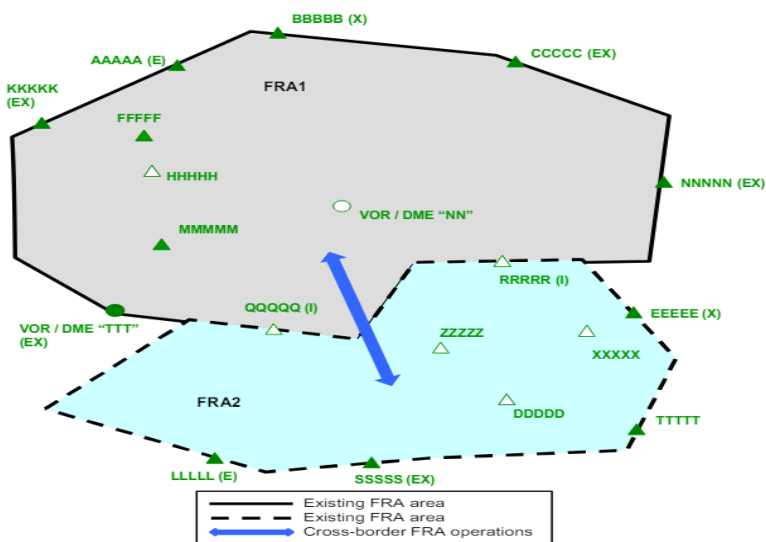 BBBBB (X)
CCCCC (EX)
AAAAA (E)
FRA1
KKKKK
(EX)
FFFFF
HHHHH
NNNNN (EX)
VOR / DME “NN”
MMMMM
RRRRR (I)
QQQQQ (I)
EEEEE (X)
VOR / DME “TTT”
(EX)
ZZZZZ
XXXXX
FRA2
DDDDD
TTTTT
LLLLL (E)
SSSSS (EX)
Existing FRA area
Existing FRA area
Cross-border FRA operations